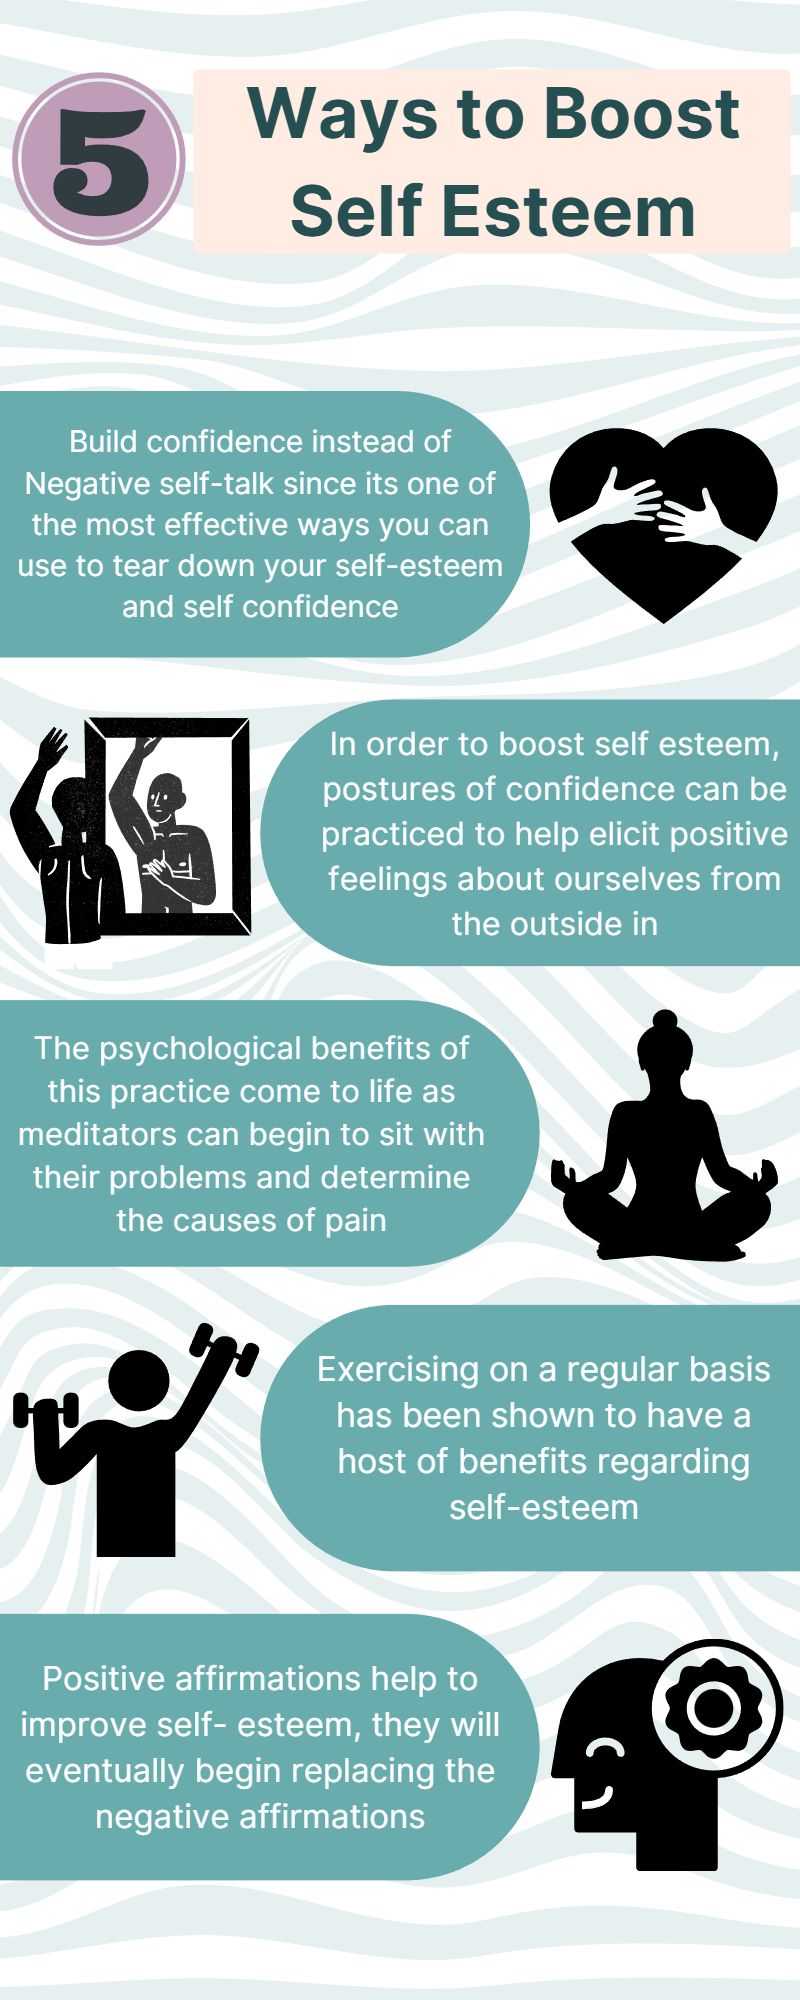 5
Ways to Boost
Self Esteem
Build confidence instead of
Negative self-talk since its one of
the most effective ways you can
use to tear down your self-esteem
and self confidence
In order to boost self esteem,
postures of confidence can be
practiced to help elicit positive
feelings about ourselves from
the outside in
The psychological benefits of
this practice come to life as
meditators can begin to sit with
their problems and determine
the causes of pain
Exercising on a regular basis
has been shown to have a
host of benefits regarding
self-esteem
Positive affirmations help to
improve self- esteem, they will
eventually begin replacing the
negative affirmations